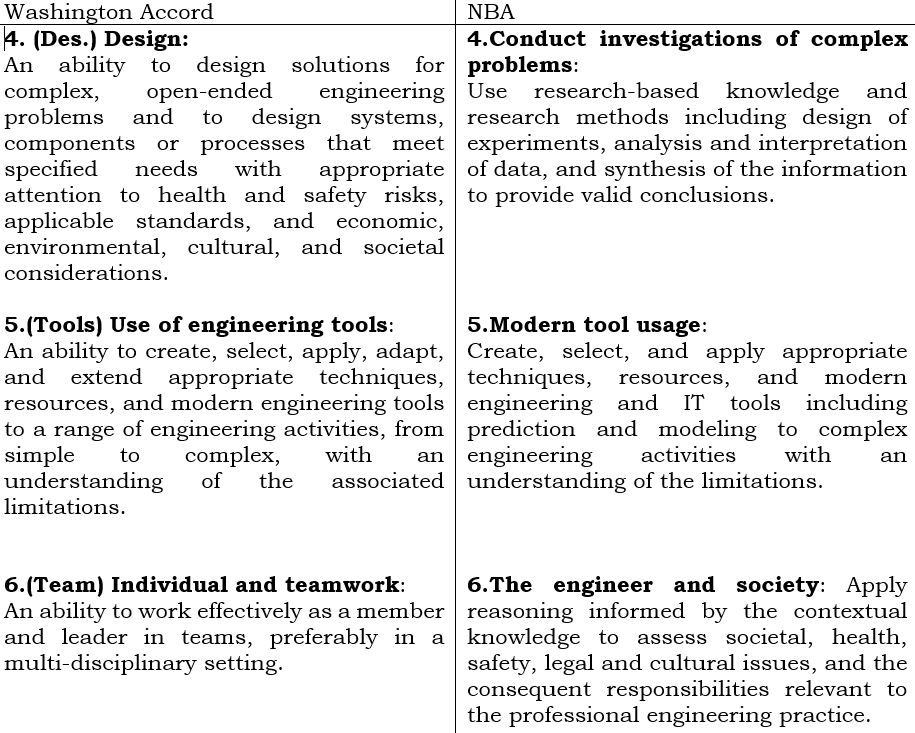 Washington Accord
4. (Des.) Design:
An ability to design solutions for
complex, open-ended engineering
problems and to design systems,
components or processes that meet
specified needs with appropriate
attention to health and safety risks,
applicable standards, and economic,
environmental, cultural, and societal
considerations.
5.(Tools) Use of engineering tools:
An ability to create, select, apply, adapt,
and extend appropriate techniques,
resources, and modern engineering tools
to a range of engineering activities, from
simple to complex, with an
understanding of the associated
limitations.
6.(Team) Individual and teamwork:
An ability to work effectively as a member
and leader in teams, preferably in a
multi-disciplinary setting.
NBA
4.Conduct investigations of complex
problems:
Use research-based knowledge and
research methods including design of
experiments, analysis and interpretation
of data, and synthesis of the information
to provide valid conclusions.
5.Modern tool usage:
Create, select, and apply appropriate
techniques, resources, and modern
engineering and IT tools including
prediction and modeling to complex
engineering activities with an
understanding of the limitations.
6.The engineer and society: Apply
reasoning informed by the contextual
knowledge to assess societal, health,
safety, legal and cultural issues, and the
consequent responsibilities relevant to
the professional engineering practice.